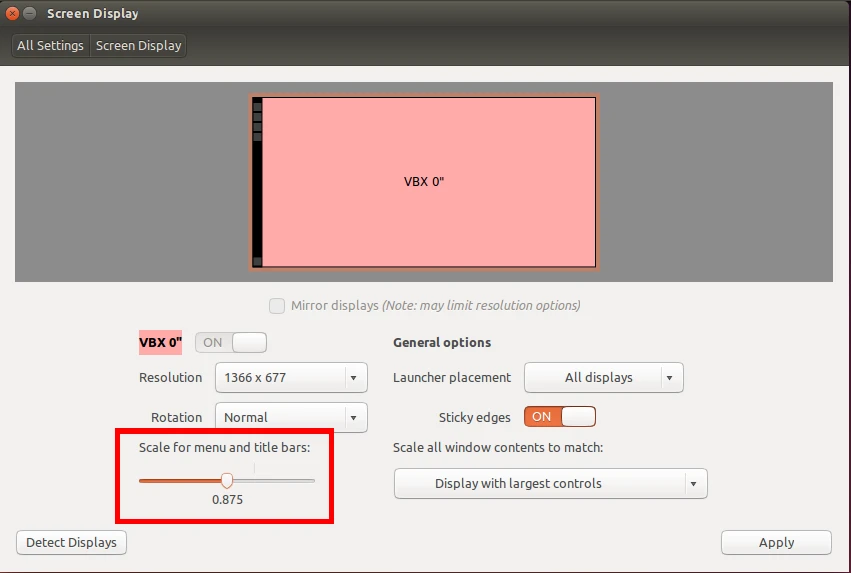 Screen Display
All Settings Screen Display
VBX 0"
Mirror displays (Note: may limit resolution options)
VBX 0" ON
General options
Resolution 1366 x 677
Launcher placement All displays
Rotation Normal
Sticky edges ON
Scale for menu and title bars:
0.875
Scale all window contents to match:
Display with largest controls
Detect Displays
Apply